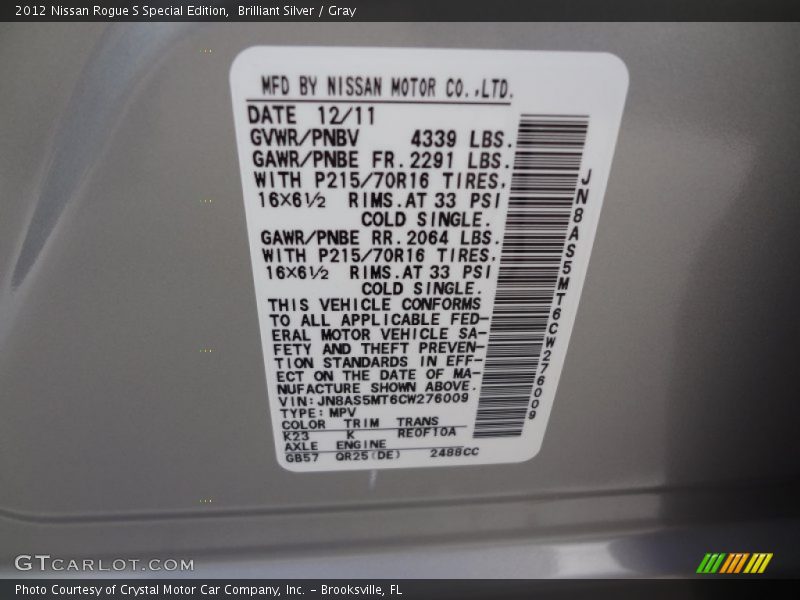 2012 Nissan Rogue S Special Edition,  Brilliant Silver / Gray
MFD BY NISSAN MOTOR CO.,LTD.
DATE 12/11
GVWR/PNBV 4339 LBS.
GAWR/PNBE FR.2291 LBS.
WITH P215/70R16 TIRES,
16×6½ RIMS.AT 33 PSI
COLD SINGLE.
GAWR/PNBE RR.2064 LBS.
WITH P215/70R16 TIRES,
16×6½ RIMS.AT 33 PSI
COLD SINGLE.
THIS VEHICLE CONFORMS
TO ALL APPLICABLE FED-
ERAL MOTOR VEHICLE SA-
FETY AND THEFT PREVEN-
TION STANDARDS IN EFF-
ECT ON THE DATE OF MA-
NUFACTURE SHOWN ABOVE.
VIN:JN8AS5MT6CW276009
TYPE:MPV
COLOR TRIM TRANS
K23 K RE0F10A
AXLE ENGINE
GB57 QR25(DE) 2488CC
JN8AS5MT6CW276009
GTCARLOT.COM
Photo Courtesy of Crystal Motor Car Company, Inc. – Brooksville, FL